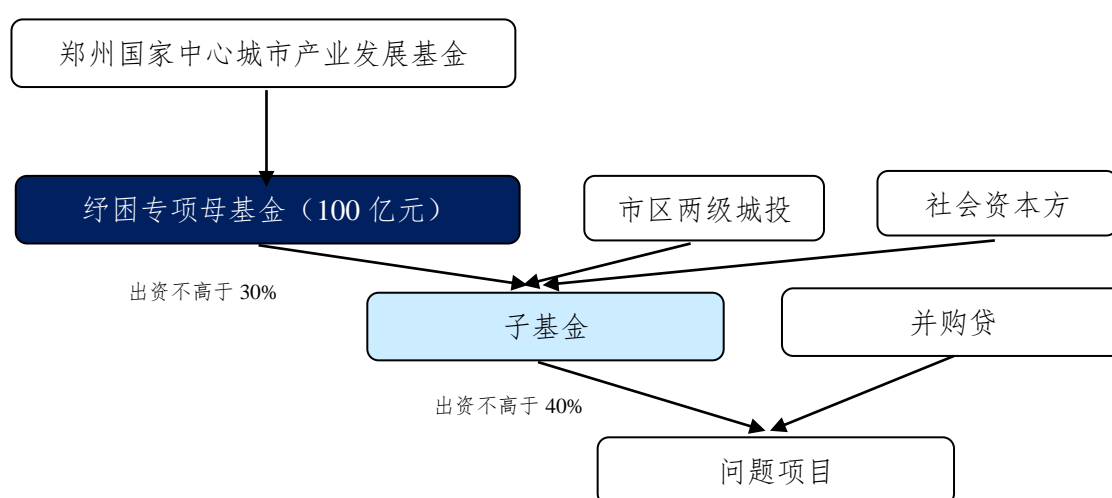 郑州国家中心城市产业发展基金
纾困专项母基金（100 亿元）
市区两级城投
社会资本方
出资不高于 30%
子基金
并购贷
出资不高于 40%
问题项目